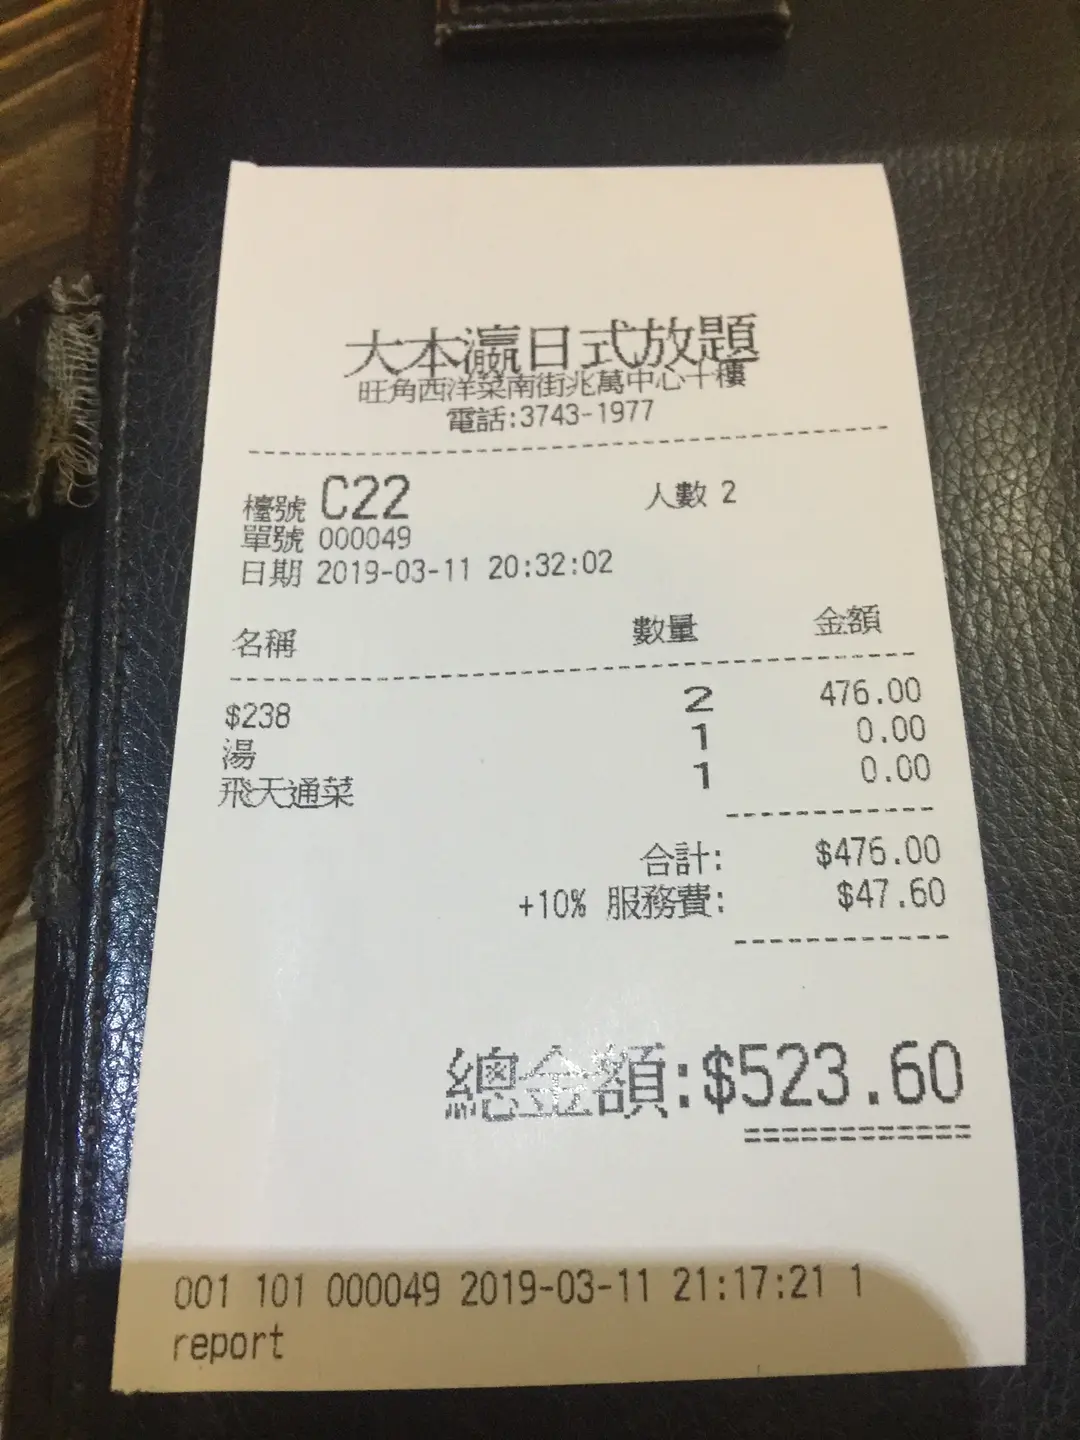 大本瀛日式放題
旺角西洋菜南街兆萬中心十樓
電話:3743-1977
檯號 C22 人數 2
單號 000049
日期 2019-03-11 20:32:02
名稱 數量 金額
$238 2 476.00
湯 1 0.00
飛天通菜 1 0.00
合計: $476.00
+10% 服務費: $47.60
總金額:$523.60
001 101 000049 2019-03-11 21:17:21 1
report